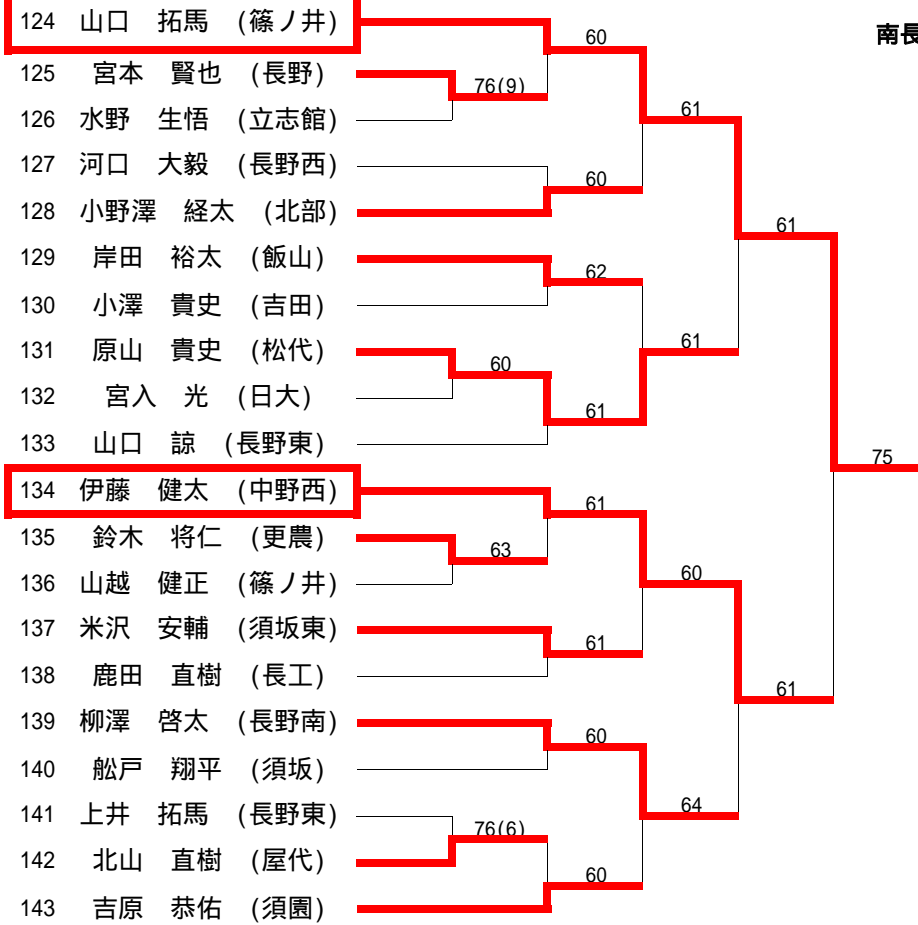 124 山口 拓馬 (篠ノ井)
60
南長
125 宮本 賢也 (長野)
76(9)
126 水野 生悟 (立志館)
61
127 河口 大毅 (長野西)
60
128 小野澤 経太 (北部)
61
129 岸田 裕太 (飯山)
62
130 小澤 貴史 (吉田)
131 原山 貴史 (松代)
61
60
132 宮入 光 (日大)
61
133 山口 諒 (長野東)
75
134 伊藤 健太 (中野西)
61
135 鈴木 将仁 (更農)
63
136 山越 健正 (篠ノ井)
60
137 米沢 安輔 (須坂東)
61
138 鹿田 直樹 (長工)
61
139 柳澤 啓太 (長野南)
60
140 舩戸 翔平 (須坂)
141 上井 拓馬 (長野東)
64
76(6)
142 北山 直樹 (屋代)
60
143 吉原 恭佑 (須園)